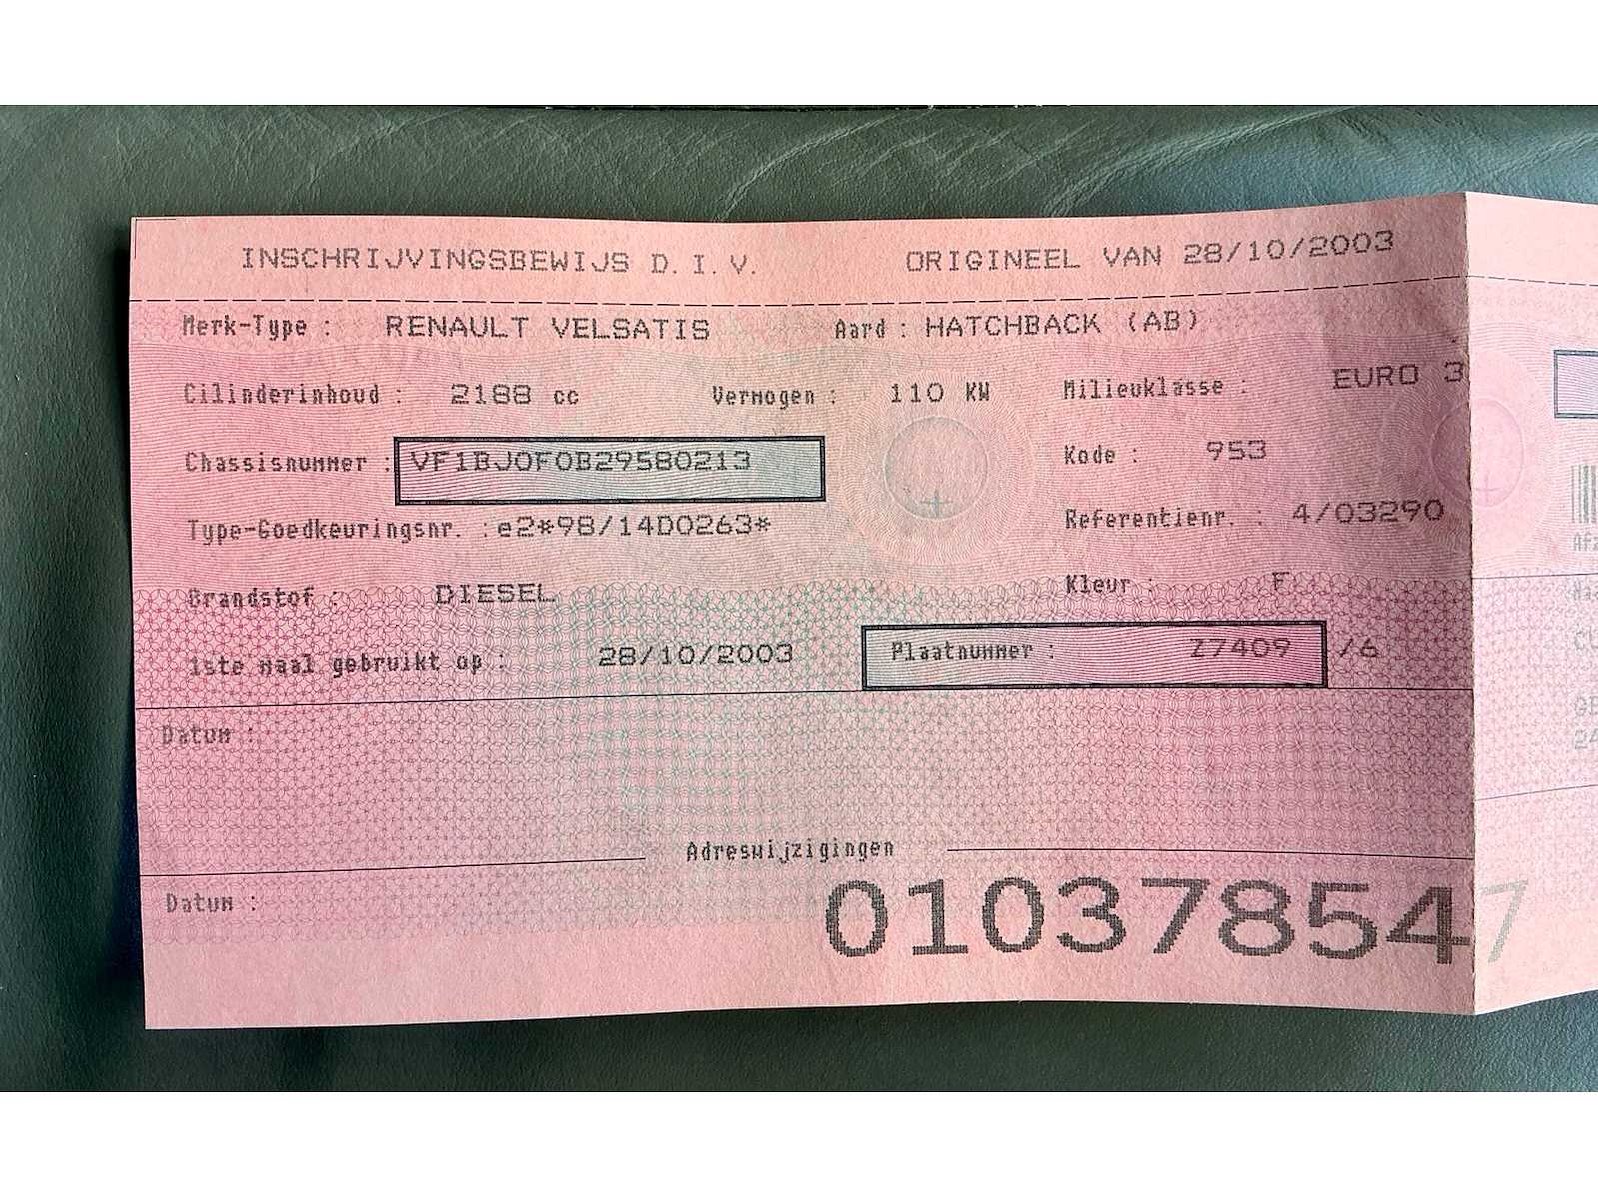 INSCHRIJVINGSBEWIJS D.I.V. ORIGINEEL VAN 28/10/2003
Merk-Type : RENAULT VELSATIS Aard : HATCHBACK (AB)
Cilinderinhoud : 2188 cc Vermogen : 110 KW Milieuklasse : EURO 3
Chassisnummer : VF1BJ0F0B29580213 Kode : 953
Type-Goedkeuringsnr. : e2*98/14D0263* Referentienr. : 4/03290
Brandstof : DIESEL Kleur : F
1ste maal gebruikt op : 28/10/2003 Plaatnummer : Z7409 /6
Datum :
Adreswijzigingen
Datum :
010378547